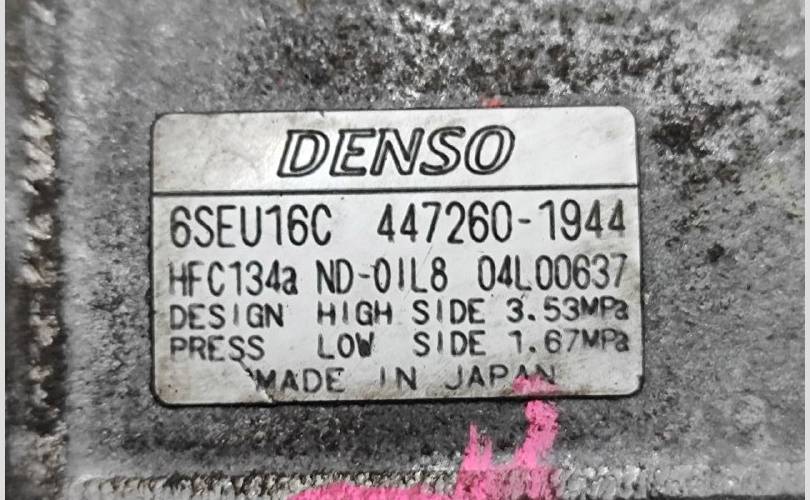 DENSO
6SEU16C 447260-1944
HFC134a ND-OIL8 04L00637
DESIGN HIGH SIDE 3.53MPa
PRESS LOW SIDE 1.67MPa
MADE IN JAPAN